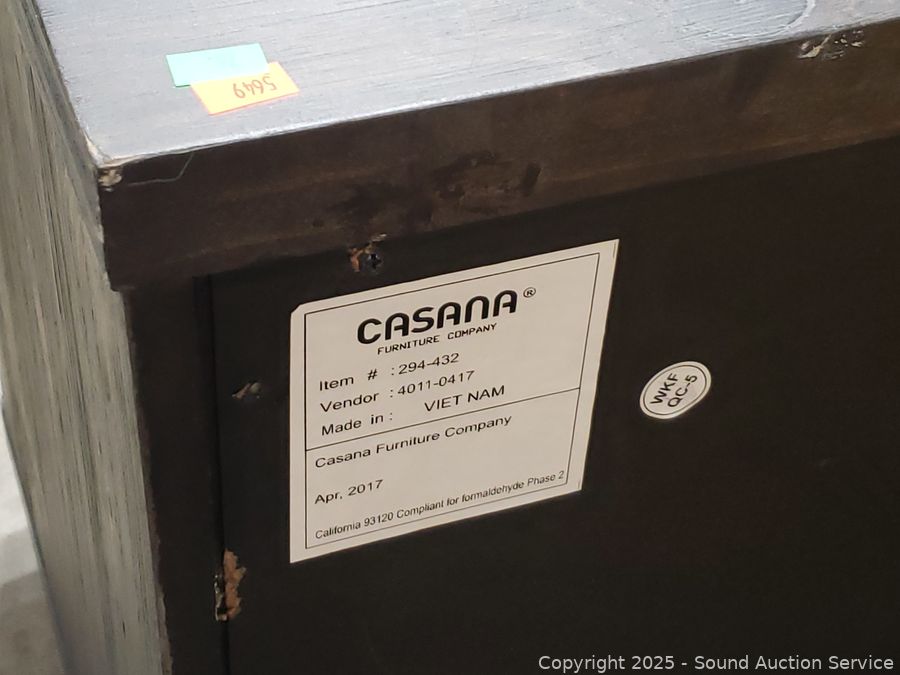 5649
CASANA®
FURNITURE COMPANY
Item # : 294-432
Vendor : 4011-0417
Made in : VIET NAM
Casana Furniture Company
Apr, 2017
California 93120 Compliant for formaldehyde Phase 2
WKF
QC-5
Copyright © 2025 - Sound Auction Service